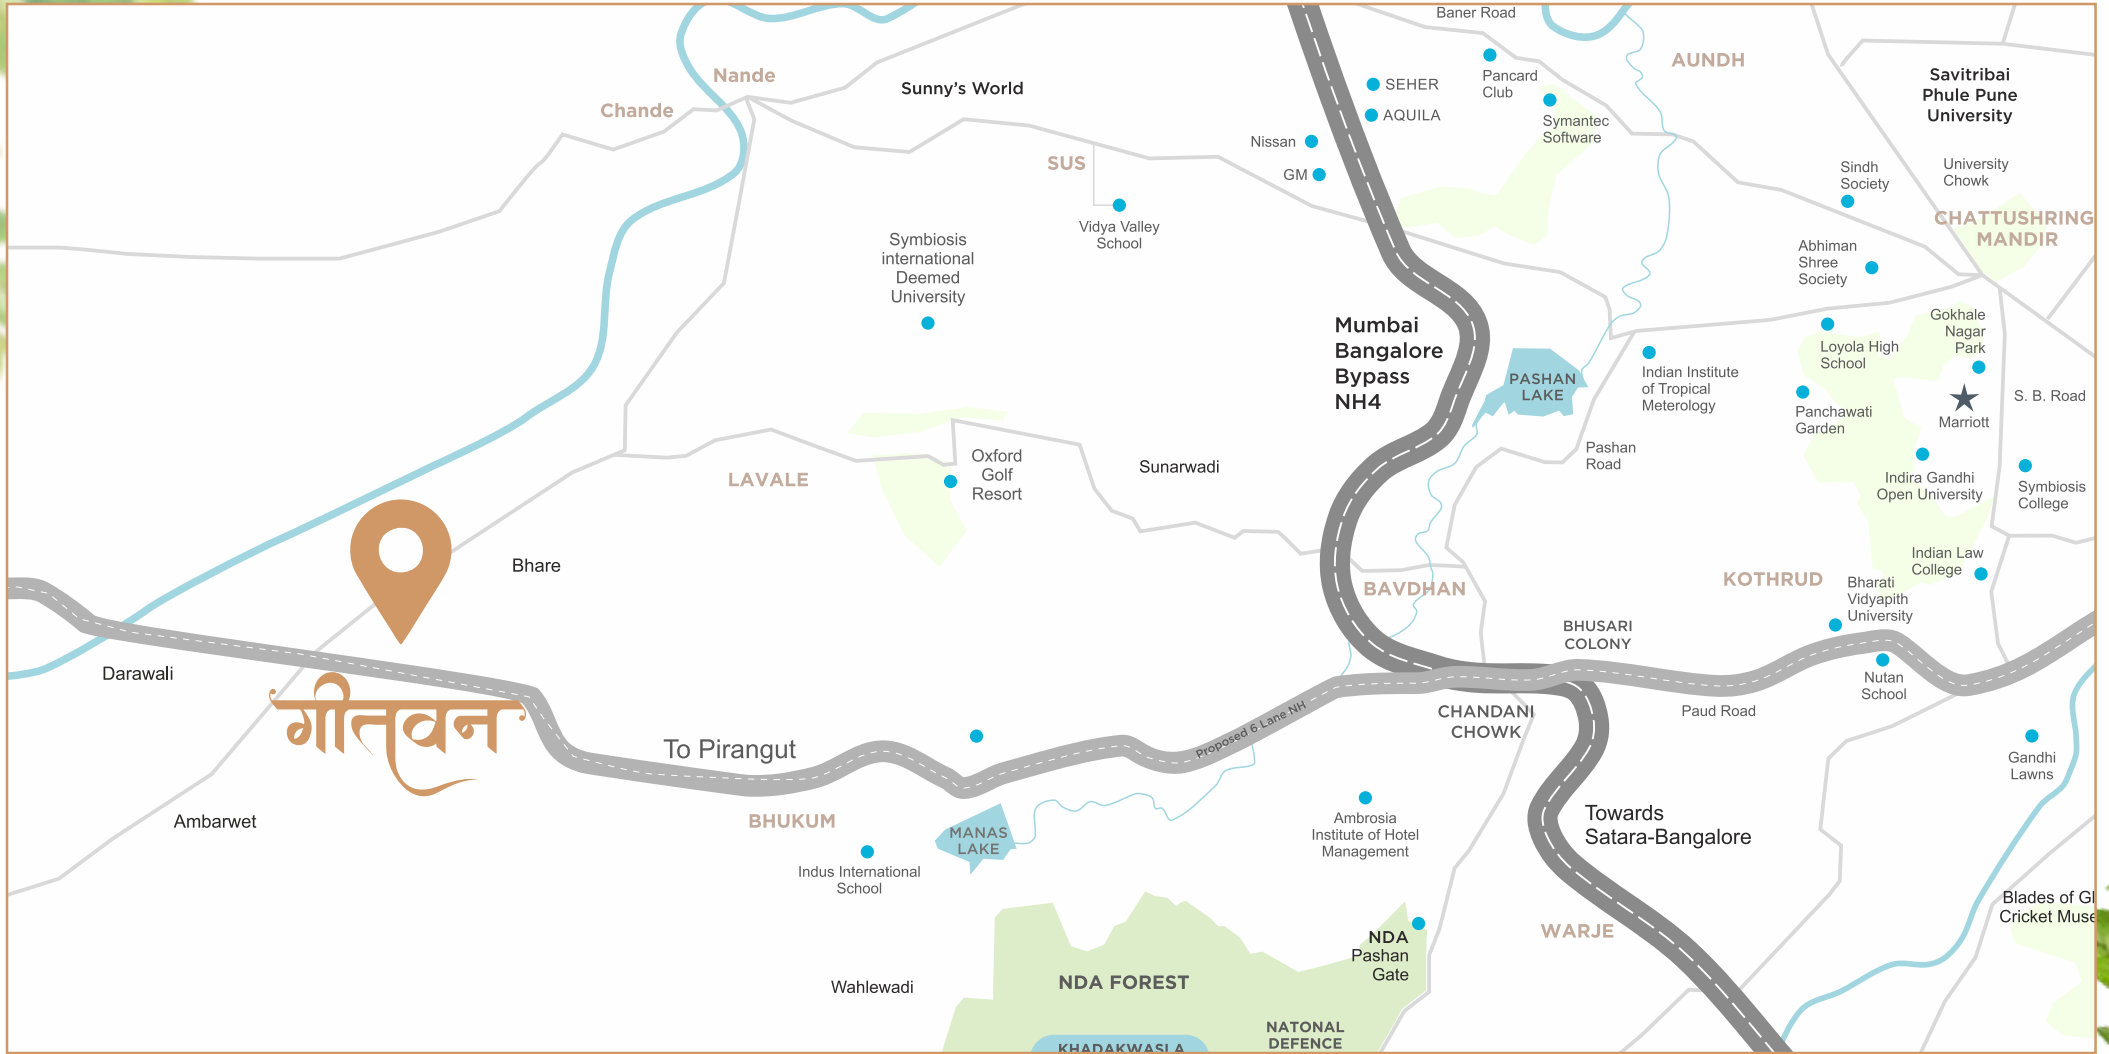 Baner Road
AUNDH
Nande
Chande
Sunny's World
SEHER
AQUILA
Nissan
GM
Pancard
Club
Symantec
Software
Savitribai
Phule Pune
University
University
Chowk
Sindh
Society
CHATTUSHRING
MANDIR
Abhiman
Shree
Society
SUS
Vidya Valley
School
Symbiosis
international
Deemed
University
Mumbai
Bangalore
Bypass
NH4
PASHAN
LAKE
Indian Institute
of Tropical
Meterology
Loyola High
School
Gokhale
Nagar
Park
Panchawati
Garden
Marriott
S. B. Road
Pashan
Road
Indira Gandhi
Open University
Symbiosis
College
LAVALE
Oxford
Golf
Resort
Sunarwadi
Bhare
BAVDHAN
KOTHRUD
Indian Law
College
Bharati
Vidyapith
University
BHUSARI
COLONY
Nutan
School
Darawali
गीतवन
To Pirangut
Proposed 6 Lane NH
CHANDANI
CHOWK
Paud Road
Gandhi
Lawns
Ambarwet
BHUKUM
MANAS
LAKE
Indus International
School
Ambrosia
Institute of Hotel
Management
Towards
Satara-Bangalore
Blades of Gl
Cricket Muse
WARJE
NDA
Pashan
Gate
Wahlewadi
NDA FOREST
NATONAL
DEFENCE
KHADAKWASLA